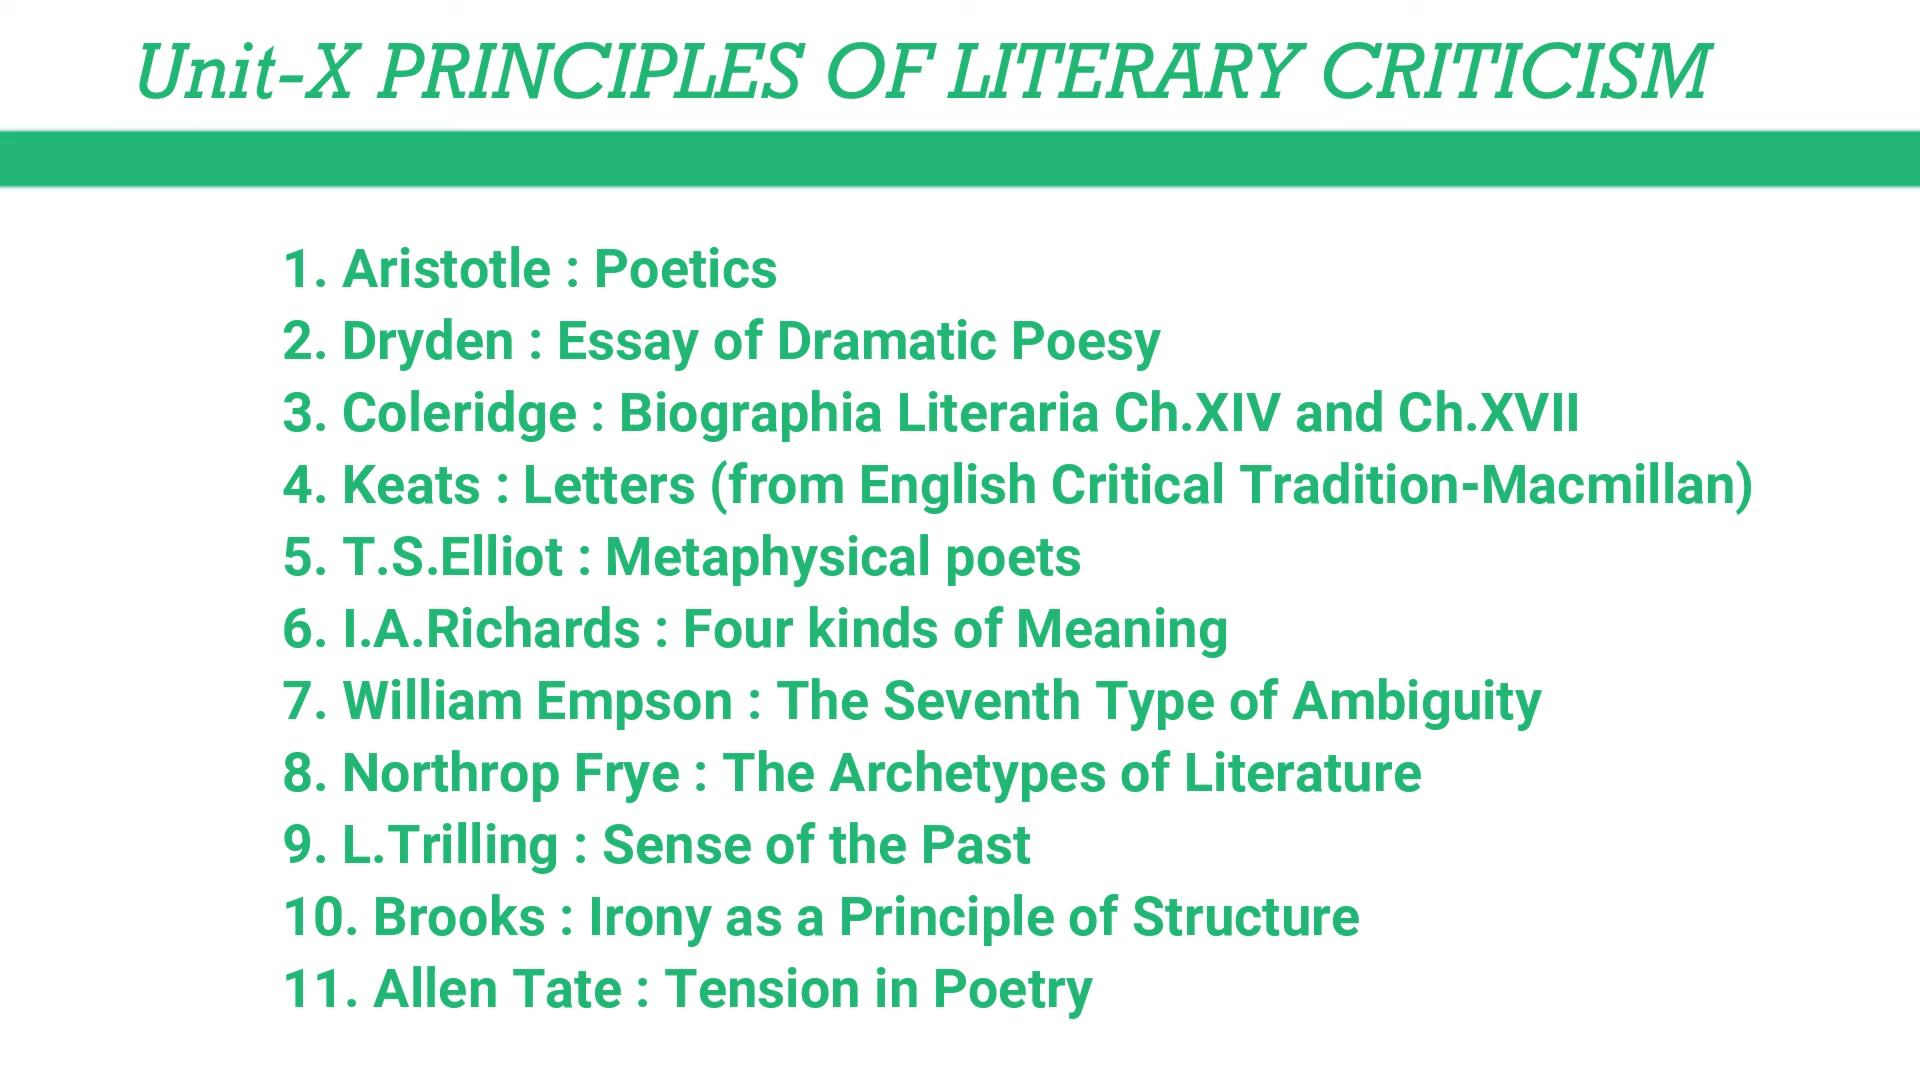 Unit-X PRINCIPLES OF LITERARY CRITICISM
1. Aristotle : Poetics
2. Dryden : Essay of Dramatic Poesy
3. Coleridge : Biographia Literaria Ch.XIV and Ch.XVII
4. Keats : Letters (from English Critical Tradition-Macmillan)
5. T.S.Elliot : Metaphysical poets
6. I.A.Richards : Four kinds of Meaning
7. William Empson : The Seventh Type of Ambiguity
8. Northrop Frye : The Archetypes of Literature
9. L.Trilling : Sense of the Past
10. Brooks : Irony as a Principle of Structure
11. Allen Tate : Tension in Poetry